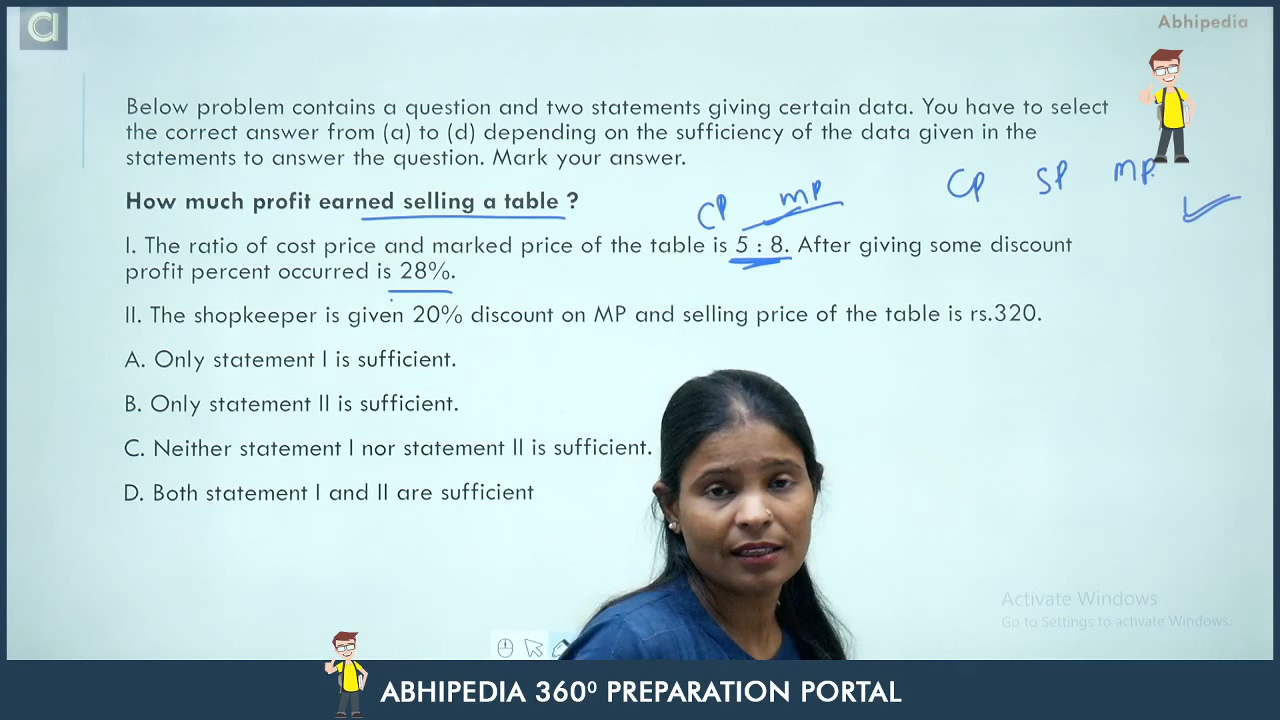 Abhipedia
Below problem contains a question and two statements giving certain data. You have to select
the correct answer from (a) to (d) depending on the sufficiency of the data given in the
statements to answer the question. Mark your answer.
CP SP MP
How much profit earned selling a table ?
CP MP
I. The ratio of cost price and marked price of the table is 5 : 8. After giving some discount
profit percent occurred is 28%.
II. The shopkeeper is given 20% discount on MP and selling price of the table is rs.320.
A. Only statement I is sufficient.
B. Only statement II is sufficient.
C. Neither statement I nor statement II is sufficient.
D. Both statement I and II are sufficient
Activate Windows
Go to Settings to activate Windows.
ABHIPEDIA 360⁰ PREPARATION PORTAL